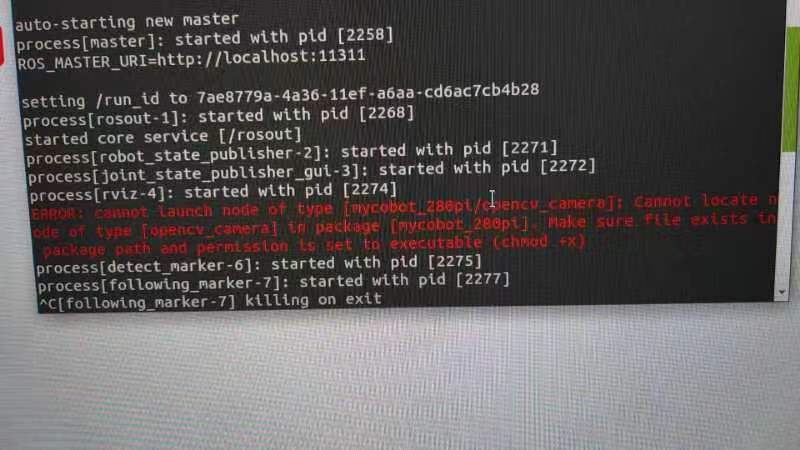 auto-starting new master
process[master]: started with pid [2258]
ROS_MASTER_URI=http://localhost:11311
setting /run_id to 7ae8779a-4a36-11ef-a6aa-cd6ac7cb4b28
process[rosout-1]: started with pid [2268]
started core service [/rosout]
process[robot_state_publisher-2]: started with pid [2271]
process[joint_state_publisher_gui-3]: started with pid [2272]
process[rviz-4]: started with pid [2274]
ERROR: cannot launch node of type [mycobot_280pi/opencv_camera]: Cannot locate n
ode of type [opencv_camera] in package [mycobot_280pi]. Make sure file exists in
package path and permission is set to executable (chmod +x)
process[detect_marker-6]: started with pid [2275]
process[following_marker-7]: started with pid [2277]
^C[following_marker-7] killing on exit